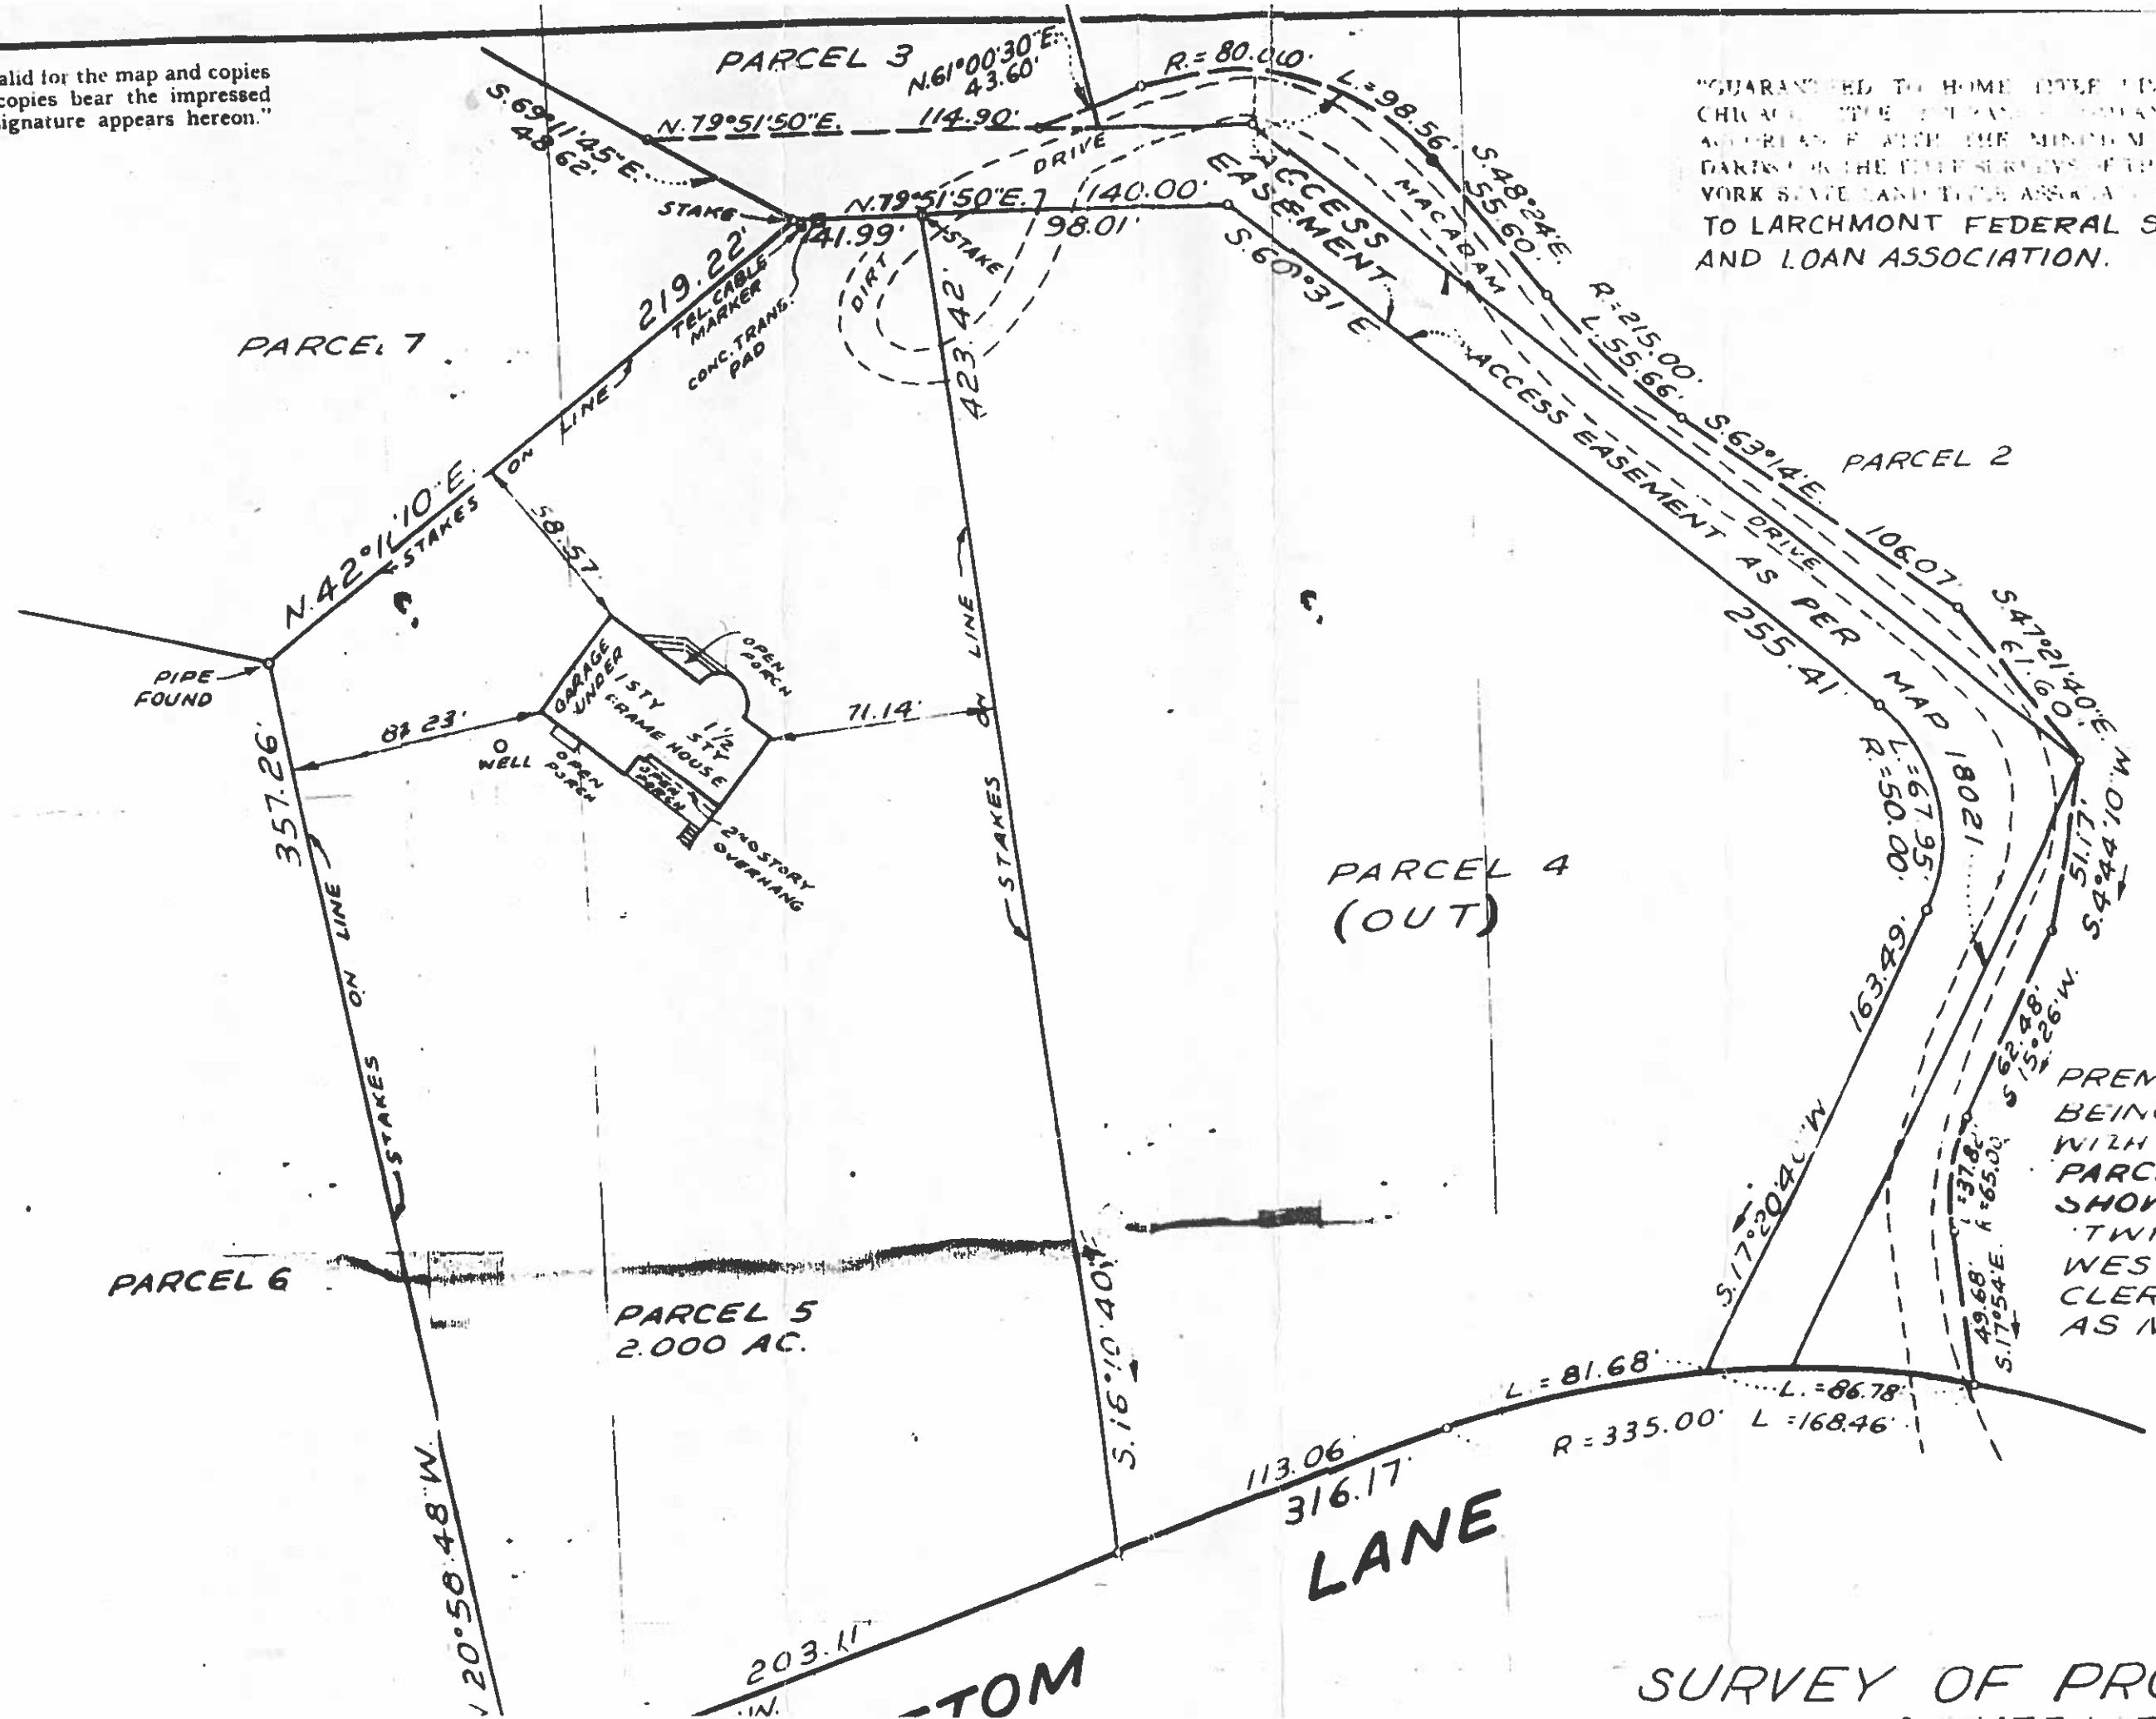 alid for the map and copies
copies bear the impressed
signature appears hereon."
PARCEL 3
N.61°00'30"E.
43.60'
R.=80.00'
L.=98.56'
S.48°24'E.
55.60'
TO LARCHMONT FEDERAL S
AND LOAN ASSOCIATION.
S.69°11'45"E.
48.62'
N.79°51'50"E. 114.90'
DRIVE
STAKE
N.79°51'50"E. 140.00'
41.99' 98.01'
STAKE
ACCESS
EASEMENT
MACADAM
S.60°31'E.
R.=215.00'
L.55.66'
S.63°14'E.
106.07'
PARCEL 2
PARCEL 7
219.22'
TEL. CABLE
MARKER
CONC. TRANS.
PAD
DIRT
423.42'
ACCESS EASEMENT AS PER MAP 18021
DRIVE
255.41'
S.47°21'40"E.
61.60'
N.42°11'10"E.
STAKES ON LINE
58.57'
PIPE
FOUND
GARAGE
UNDER
1 STY
FRAME HOUSE
1½
STY
OPEN
PORCH
82.23'
WELL
OPEN
PORCH
OPEN
PORCH
71.14'
2ND STORY
OVERHANG
STAKES ON LINE
L.=67.95'
R.=50.00'
51.17'
S.4°44'10"W.
357.26'
STAKES ON LINE
PARCEL 4
(OUT)
163.49'
S.17°20'40"W
62.48'
S 15°26'W.
L=37.82'
R=65.00'
49.68'
S.17°54'E.
PREM
BEING
WITH
PARC
SHOW
"TWI
WES
CLER
AS N
PARCEL 6
PARCEL 5
2.000 AC.
S.16°10'40"E.
L.=81.68'
L.=86.78'
R=335.00' L=168.46'
113.06'
316.17'
20°58'48"W.
203.11'
IN.
TTOM
LANE
SURVEY OF PRO